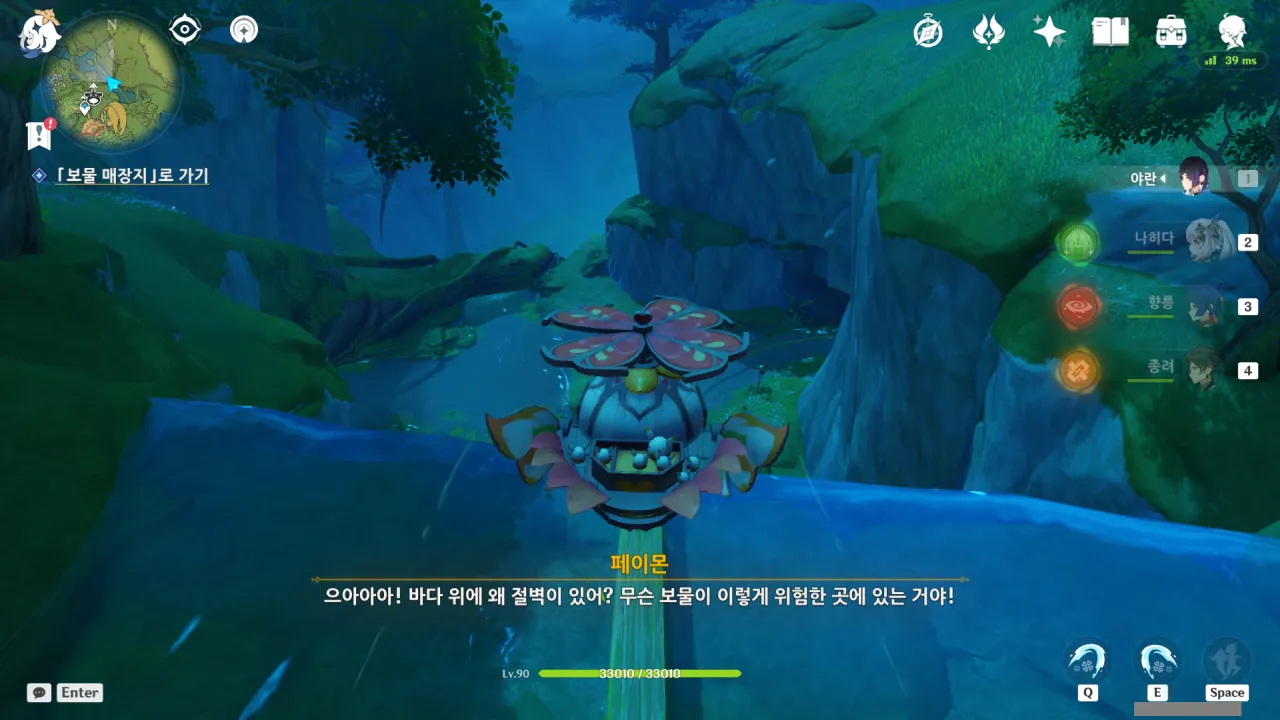 N
39 ms
「보물 매장지」로 가기
야란
1
나히다
2
향릉
3
종려
4
페이몬
으아아아! 바다 위에 왜 절벽이 있어? 무슨 보물이 이렇게 위험한 곳에 있는 거야!
Lv.90
33010 / 33010
Enter
Q
E
Space